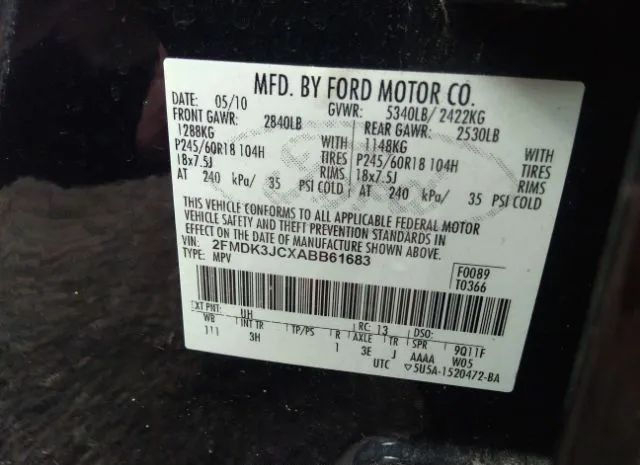 MFD. BY FORD MOTOR CO.
DATE: 05/10 GVWR: 5340LB/ 2422KG
FRONT GAWR: 2840LB REAR GAWR: 2530LB
1288KG WITH 1148KG WITH
P245/60R18 104H TIRES P245/60R18 104H TIRES
18x7.5J RIMS 18x7.5J RIMS
AT 240 kPa/ 35 PSI COLD AT 240 kPa/ 35 PSI COLD
THIS VEHICLE CONFORMS TO ALL APPLICABLE FEDERAL MOTOR
VEHICLE SAFETY AND THEFT PREVENTION STANDARDS IN
EFFECT ON THE DATE OF MANUFACTURE SHOWN ABOVE.
VIN: 2FMDK3JCXABB61683
TYPE: MPV
F0089
T0366
EXT PNT: UH RC: 13 DSO:
WB INT TR TP/PS R AXLE TR SPR 9Q11F
111 3H 1 3E J AAAA W05
UTC ▽5U5A-1520472-BA
Ford